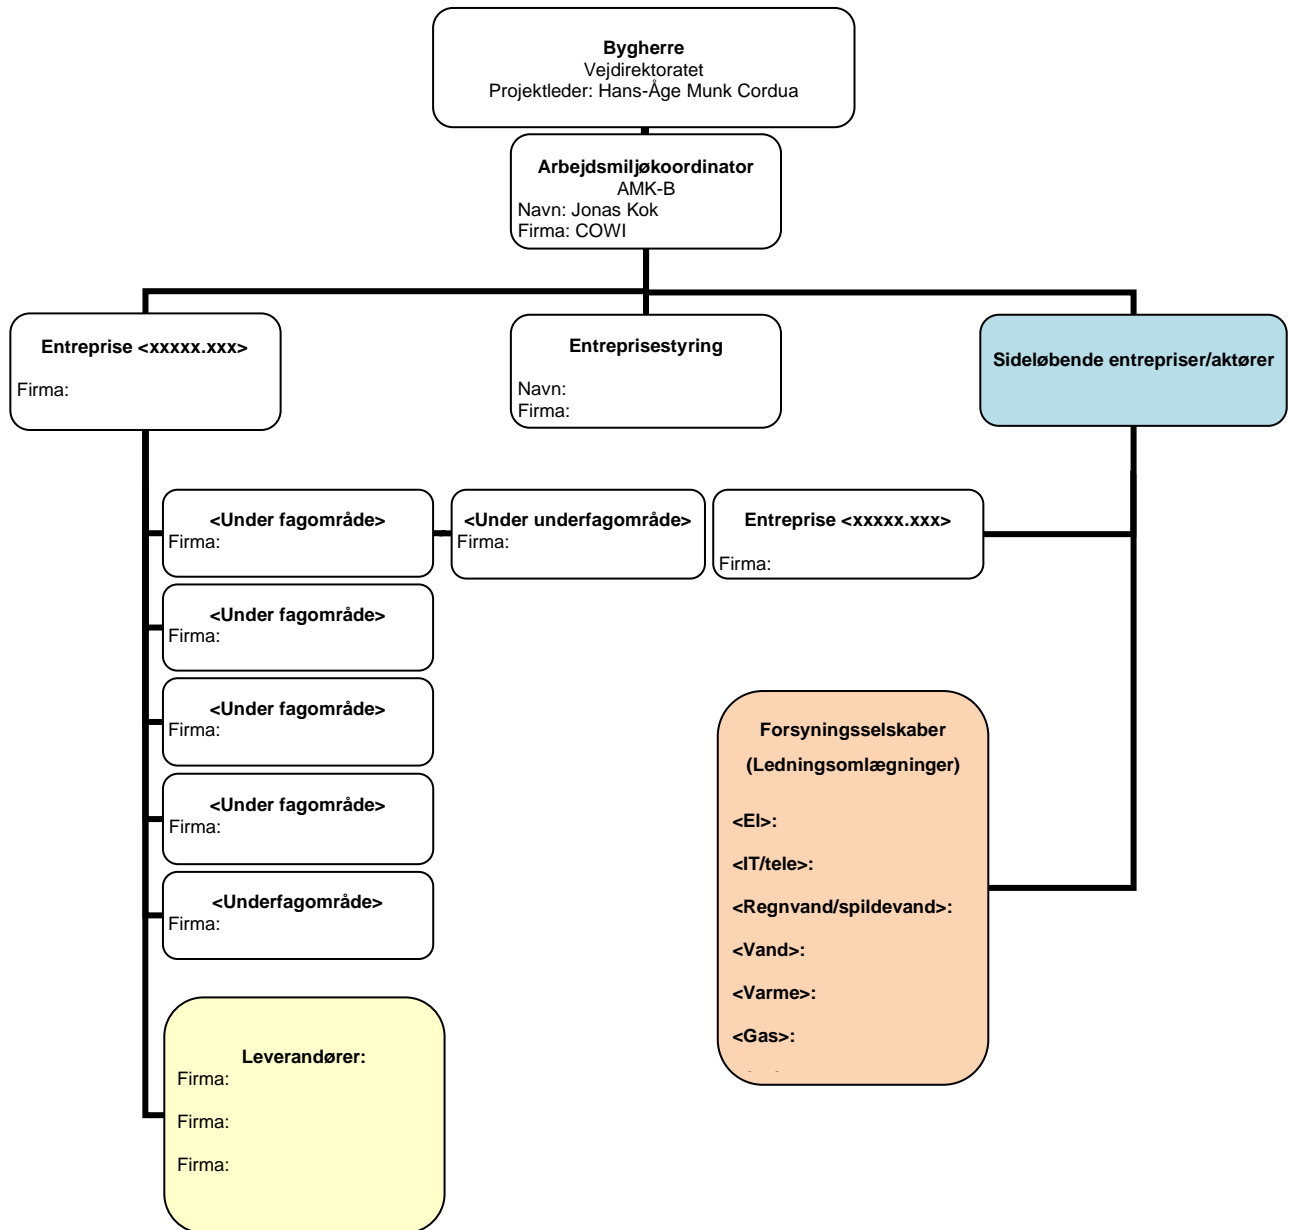 Bygherre
Vejdirektoratet
Projektleder: Hans-Åge Munk Cordua
Arbejdsmiljøkoordinator
AMK-B
Navn: Jonas Kok
Firma: COWI
Entreprise <xxxxx.xxx>
Firma:
Entreprisestyring
Navn:
Firma:
Sideløbende entrepriser/aktører
<Under fagområde>
Firma:
<Under underfagområde>
Firma:
Entreprise <xxxxx.xxx>
Firma:
<Under fagområde>
Firma:
<Under fagområde>
Firma:
<Under fagområde>
Firma:
<Underfagområde>
Firma:
Leverandører:
Firma:
Firma:
Firma:
Forsyningsselskaber
(Ledningsomlægninger)
<El>:
<IT/tele>:
<Regnvand/spildevand>:
<Vand>:
<Varme>:
<Gas>: